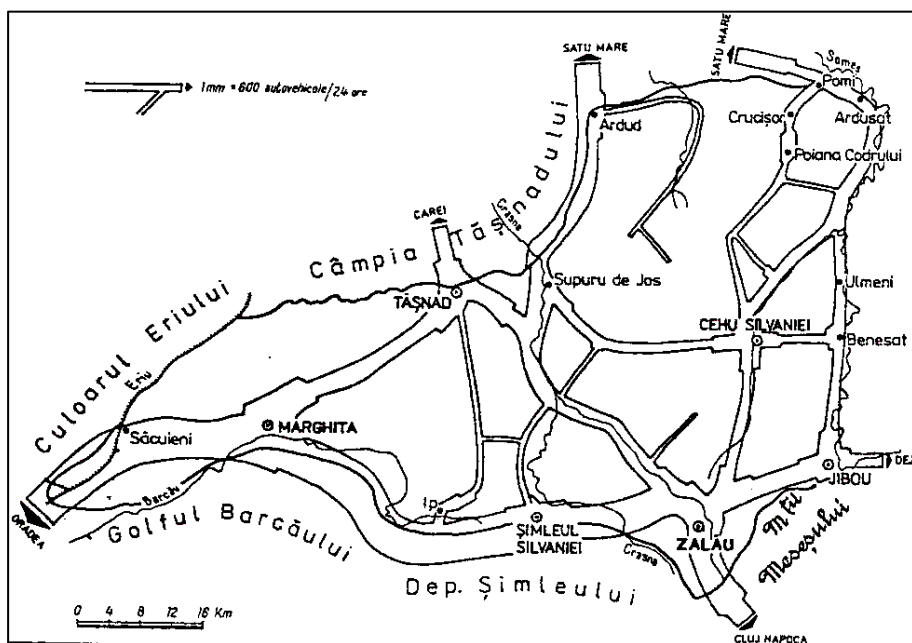 SATU MARE
SATU MARE
Someș
Pomi
1mm = 600 autovehicole/24 ore
Ardud
Crucișor
Ardusat
Poiana Codrului
CAREI
Crasna
Câmpia Tășnadului
Supuru de Jos
TĂȘNAD
Ulmeni
CEHU SILVANIEI
Benesat
Culoarul Eriului
Eriu
Săcuieni
MARGHITA
DEJ
JIBOU
Barcău
ORADEA
Golful Barcăului
Ip
ȘIMLEUL
SILVANIEI
Crasna
ZALĂU
Mții
Meseșului
Dep. Șimleului
0 4 8 12 16 Km
CLUJ NAPOCA